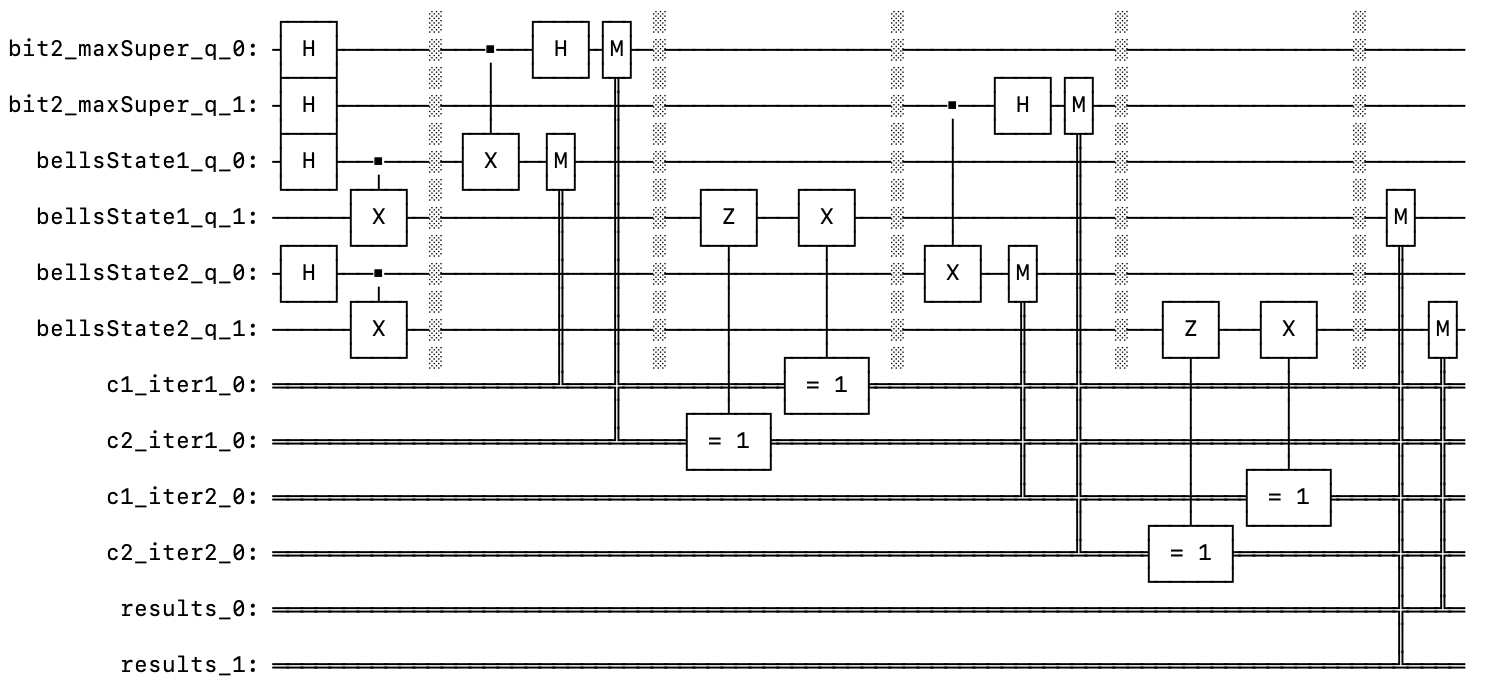 bit2_maxSuper_q_0: H H M
bit2_maxSuper_q_1: H H M
bellsState1_q_0: H X M
bellsState1_q_1: X Z X M
bellsState2_q_0: H X M
bellsState2_q_1: X Z X M
c1_iter1_0: = 1
c2_iter1_0: = 1
c1_iter2_0: = 1
c2_iter2_0: = 1
results_0:
results_1: